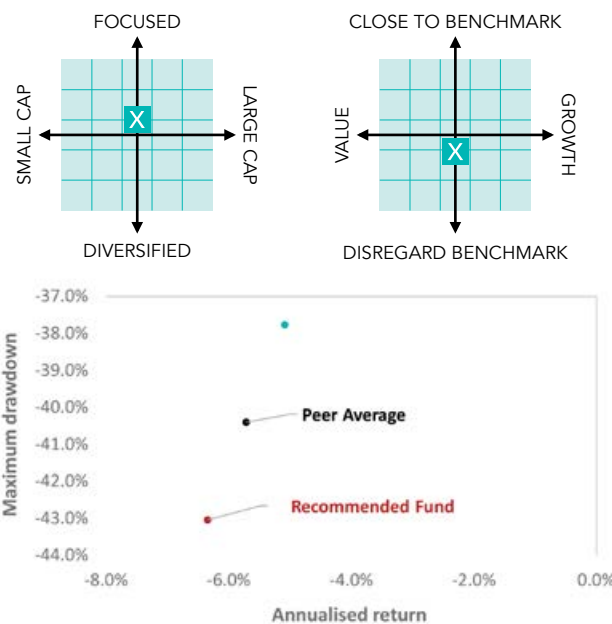 FOCUSED
SMALL CAP
X
LARGE CAP
DIVERSIFIED
CLOSE TO BENCHMARK
VALUE
X
GROWTH
DISREGARD BENCHMARK
Maximum drawdown
-37.0%
-38.0%
-39.0%
-40.0%
-41.0%
-42.0%
-43.0%
-44.0%
Peer Average
Recommended Fund
-8.0%
-6.0%
-4.0%
-2.0%
0.0%
Annualised return